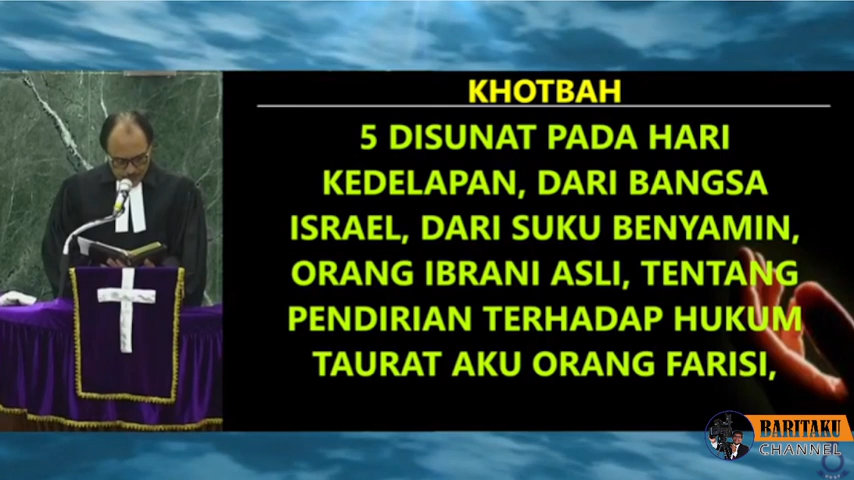 KHOTBAH
5 DISUNAT PADA HARI
KEDELAPAN, DARI BANGSA
ISRAEL, DARI SUKU BENYAMIN,
ORANG IBRANI ASLI, TENTANG
PENDIRIAN TERHADAP HUKUM
TAURAT AKU ORANG FARISI,
BARITAKU
CHANNEL